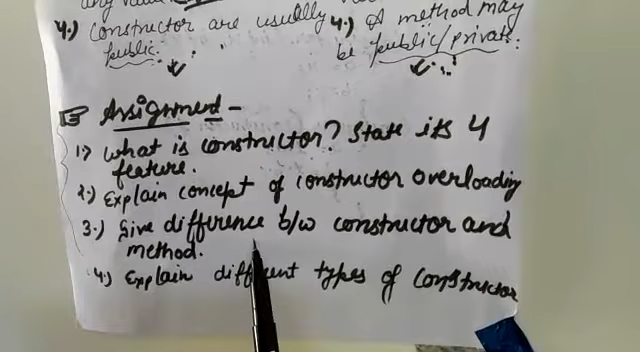 any
4.) constructor are usually
public.
4.) A method may
be public/private.
Assignment -
1.) what is constructor? State its 4
feature.
2.) Explain concept of constructor overloading
3.) Give difference b/w constructor and
method.
4.) Explain different types of constructor